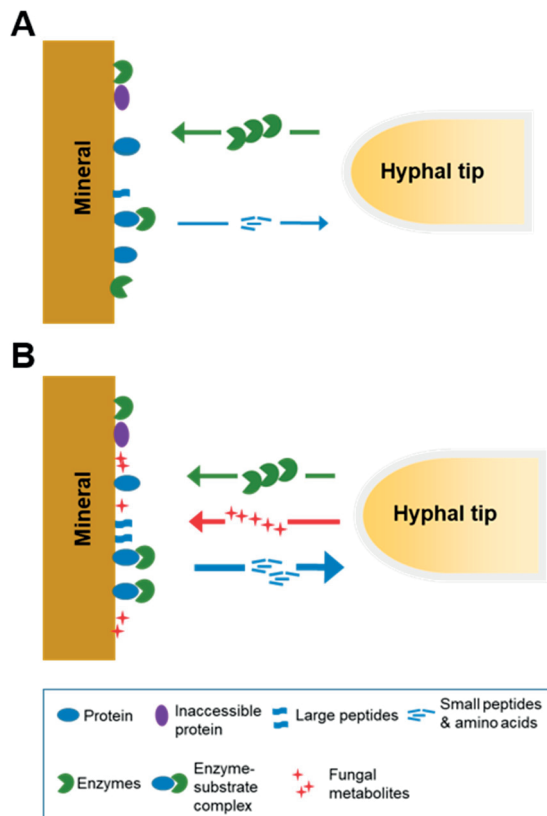 A
Mineral
Hyphal tip
B
Mineral
Hyphal tip
Protein
Inaccessible
protein
Large peptides
Small peptides
& amino acids
Enzymes
Enzyme-
substrate
complex
Fungal
metabolites